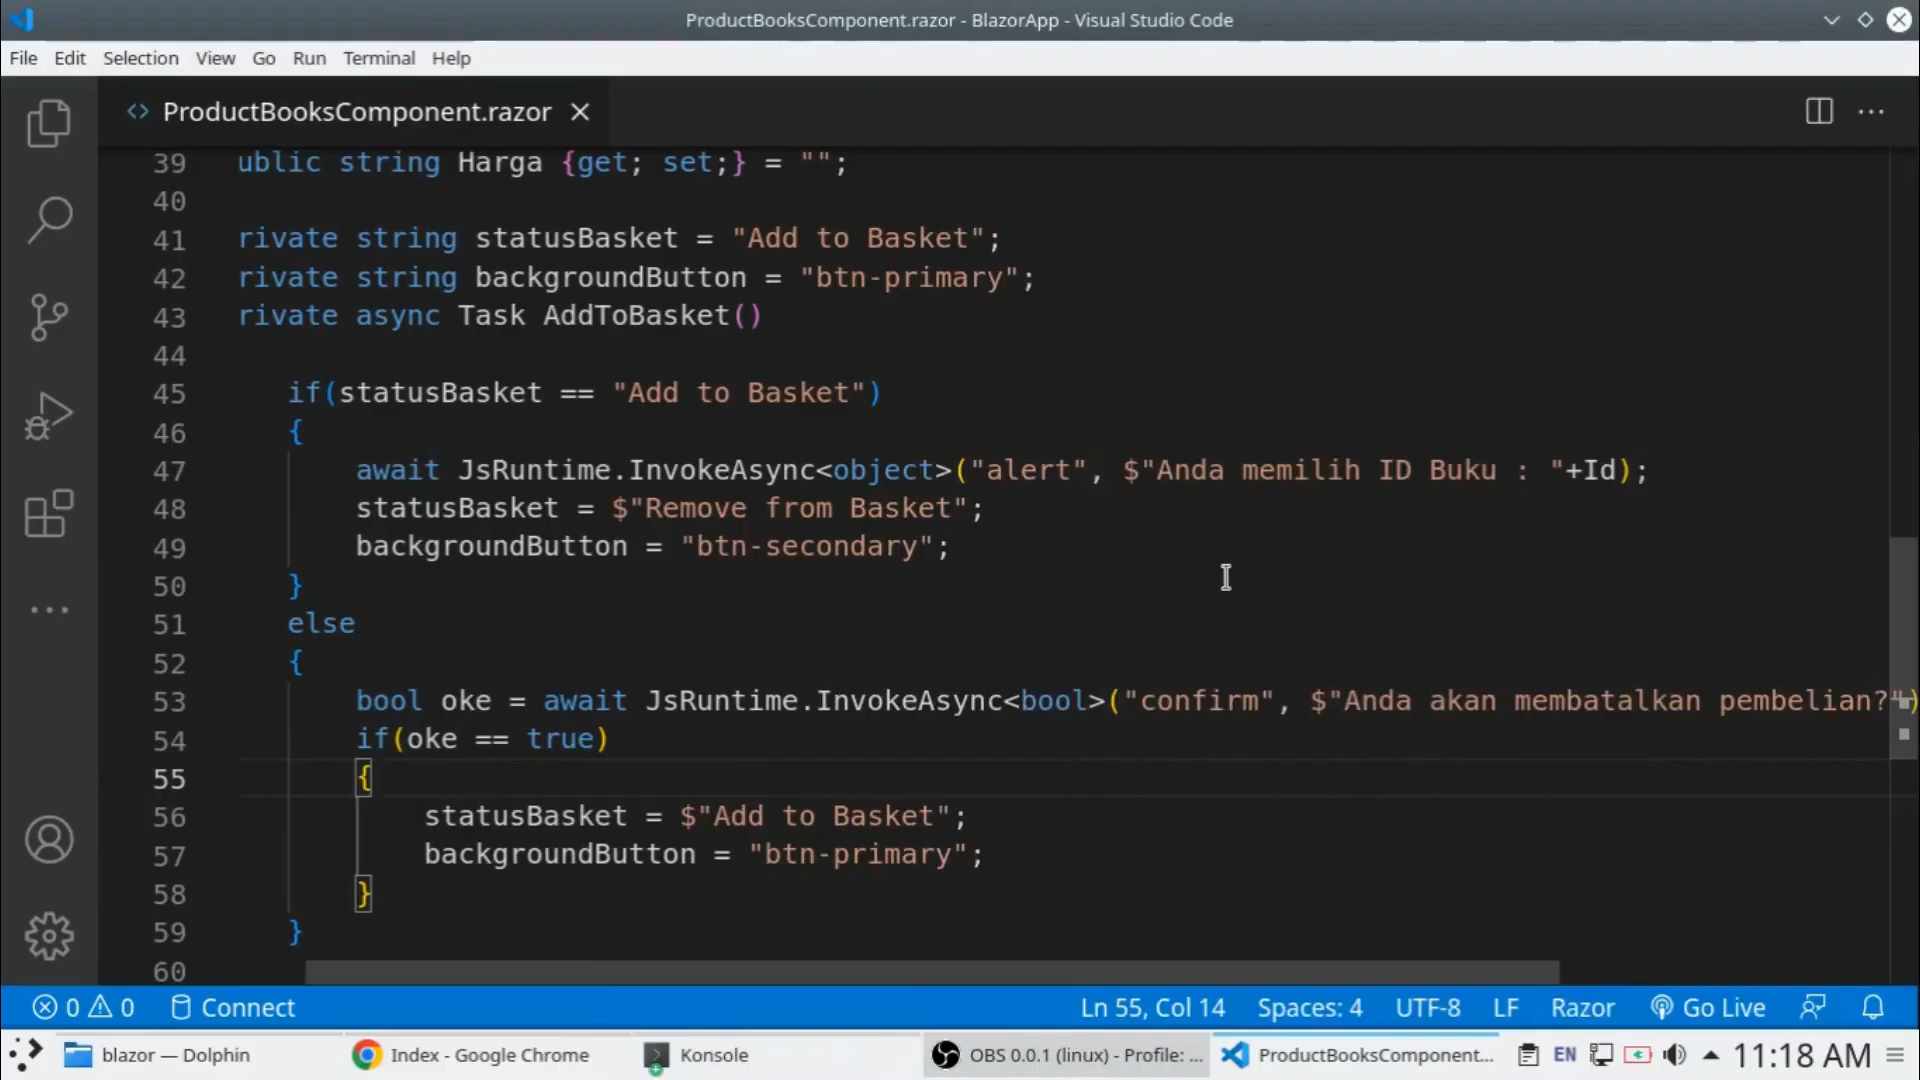 ProductBooksComponent.razor - BlazorApp - Visual Studio Code
File Edit Selection View Go Run Terminal Help
<> ProductBooksComponent.razor
39 ublic string Harga {get; set;} = "";
40
41 rivate string statusBasket = "Add to Basket";
42 rivate string backgroundButton = "btn-primary";
43 rivate async Task AddToBasket()
44
45 if(statusBasket == "Add to Basket")
46 {
47 await JsRuntime.InvokeAsync<object>("alert", $"Anda memilih ID Buku : "+Id);
48 statusBasket = $"Remove from Basket";
49 backgroundButton = "btn-secondary";
50 }
51 else
52 {
53 bool oke = await JsRuntime.InvokeAsync<bool>("confirm", $"Anda akan membatalkan pembelian?")
54 if(oke == true)
55 {
56 statusBasket = $"Add to Basket";
57 backgroundButton = "btn-primary";
58 }
59 }
60
0 0 Connect Ln 55, Col 14 Spaces: 4 UTF-8 LF Razor Go Live
blazor — Dolphin Index - Google Chrome Konsole OBS 0.0.1 (linux) - Profile: ... ProductBooksComponent... EN 11:18 AM